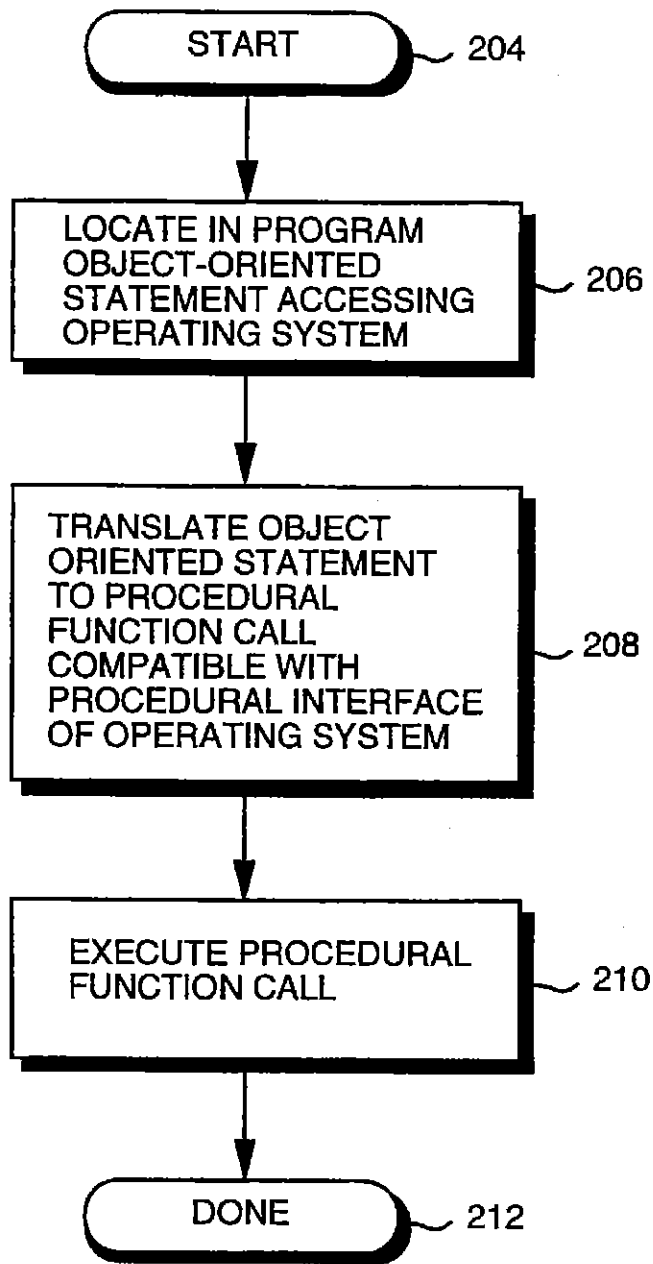 START
204
LOCATE IN PROGRAM
OBJECT-ORIENTED
STATEMENT ACCESSING
OPERATING SYSTEM
206
TRANSLATE OBJECT
ORIENTED STATEMENT
TO PROCEDURAL
FUNCTION CALL
COMPATIBLE WITH
PROCEDURAL INTERFACE
OF OPERATING SYSTEM
208
EXECUTE PROCEDURAL
FUNCTION CALL
210
DONE
212